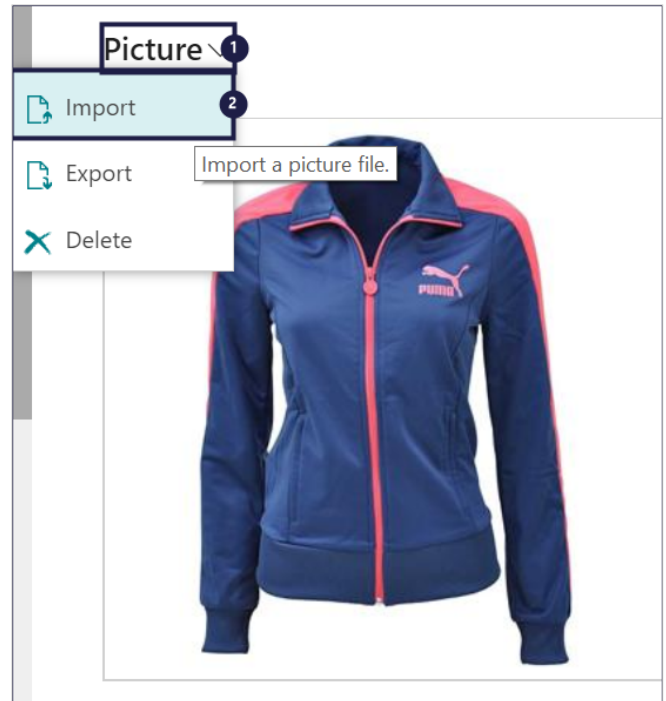 Picture 1
Import 2
Import a picture file.
Export
Delete
PUMA